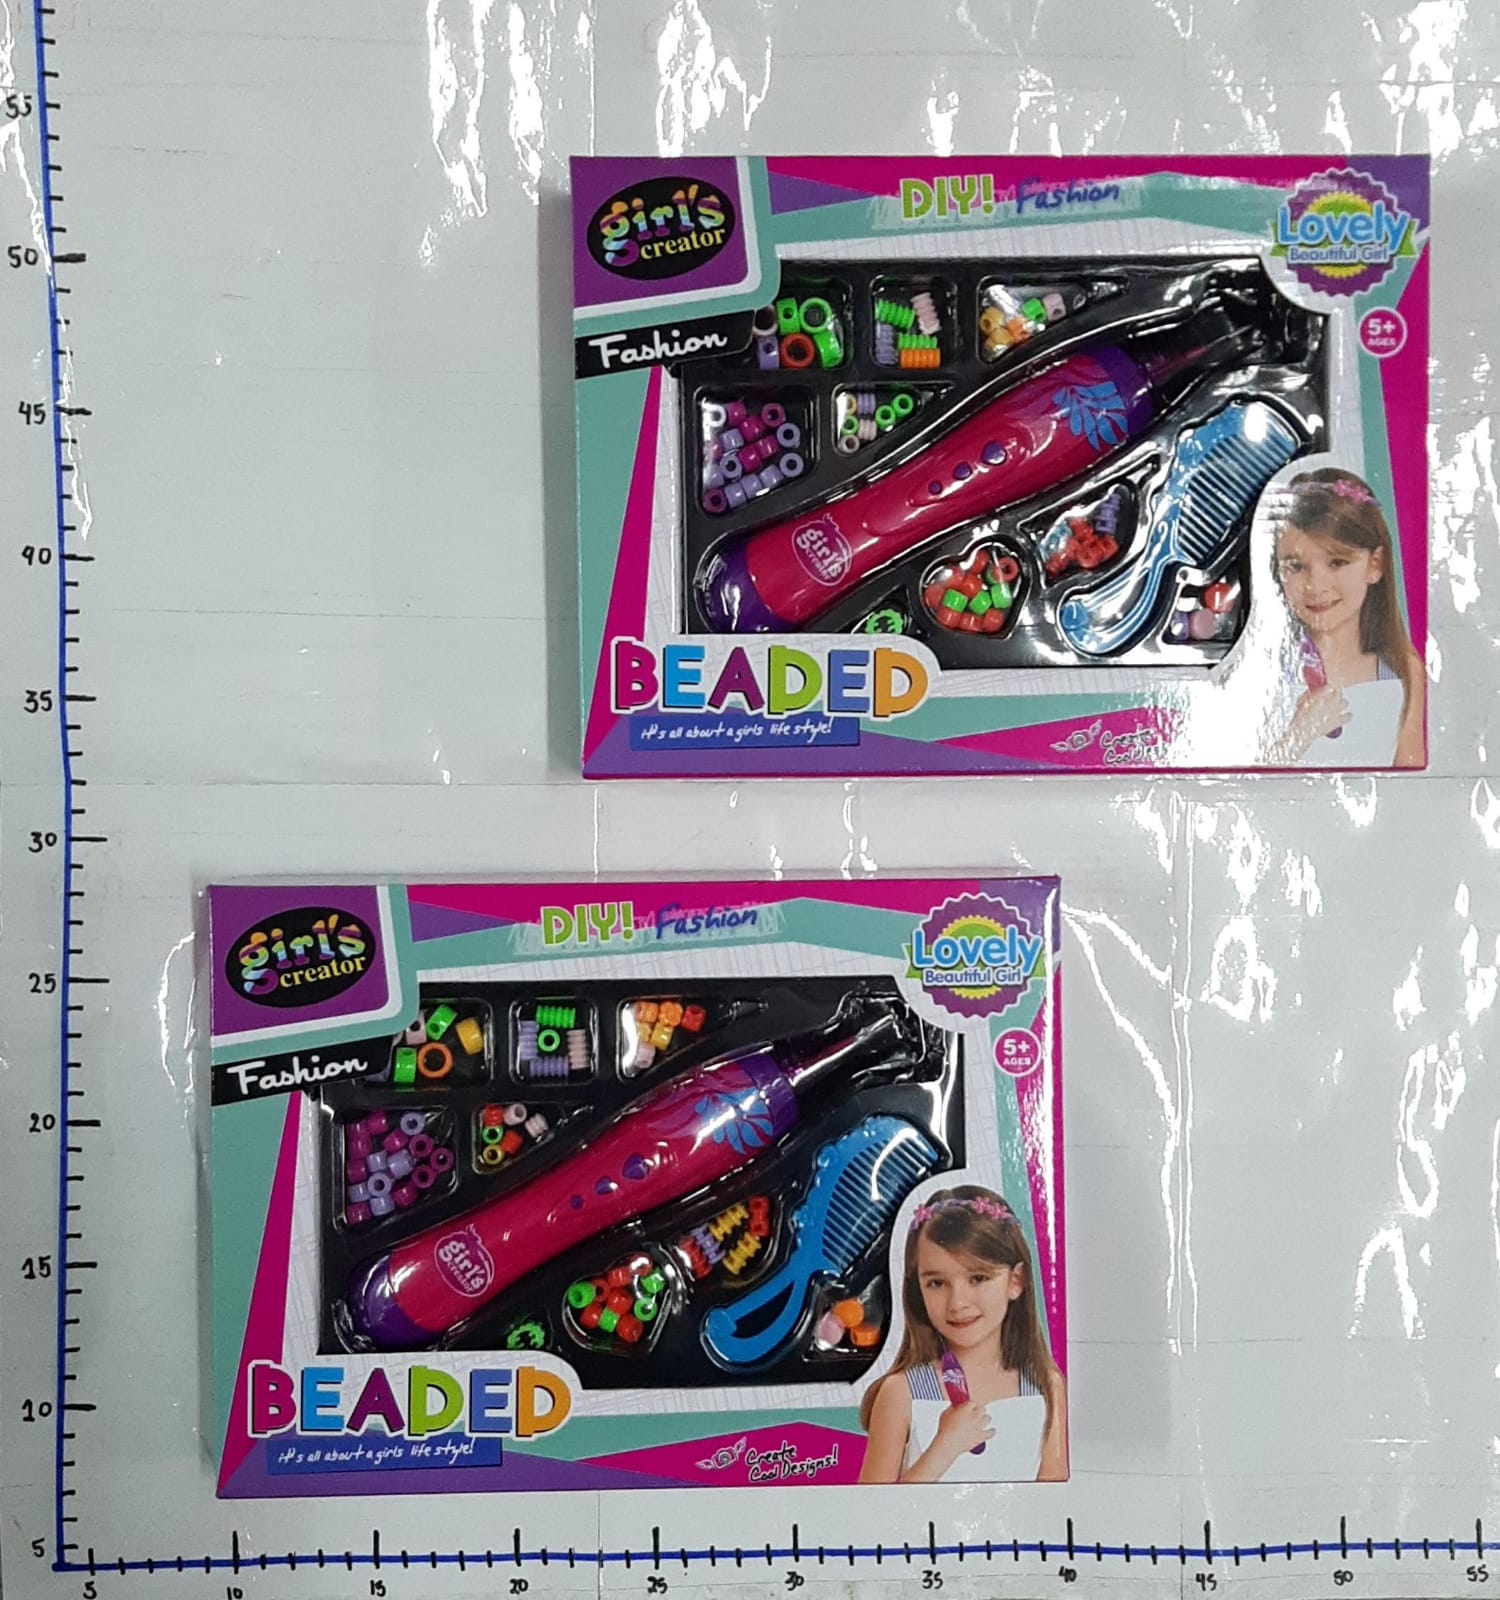 55
50
45
40
35
30
25
20
15
10
5
5 10 15 20 25 30 35 40 45 50 55
girl's
creator
DIY! Fashion
Lovely
Beautiful Girl
Fashion
5+
AGES
girl's
creator
BEADED
it's all about a girls life style!
Create
girl's
creator
DIY! Fashion
Lovely
Beautiful Girl
Fashion
5+
AGES
girl's
creator
BEADED
it's all about a girls life style!
Create
Cool Designs!